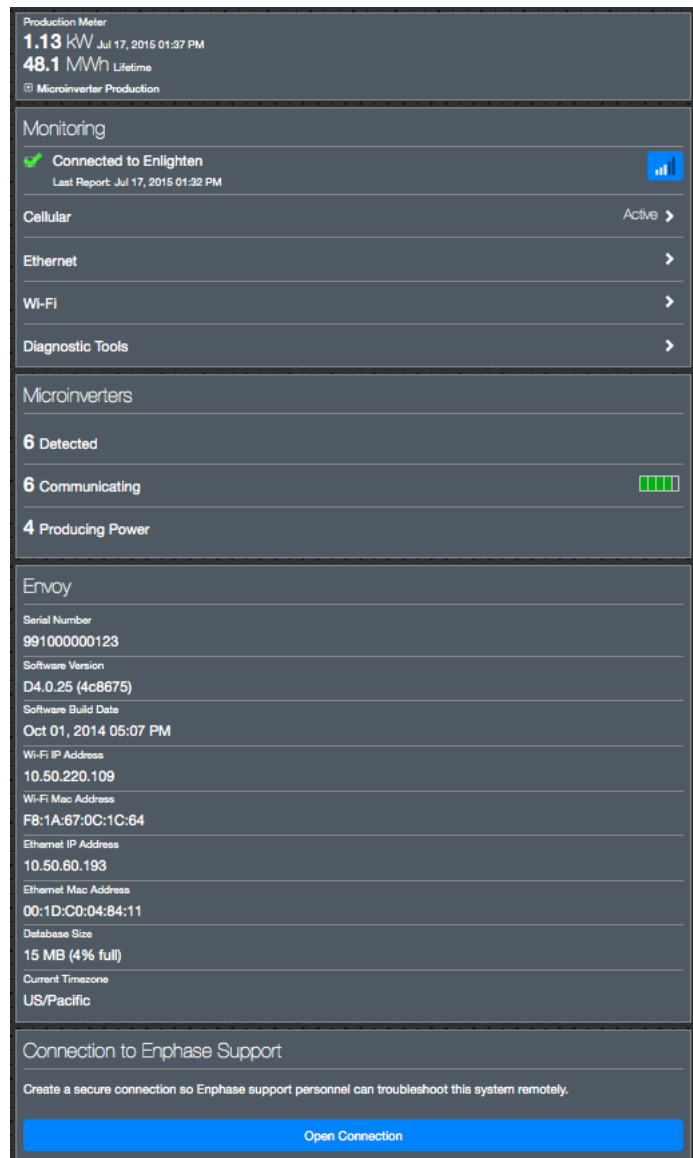 Production Meter
1.13 kW Jul 17, 2015 01:37 PM
48.1 MWh Lifetime
Microinverter Production
Monitoring
Connected to Enlighten
Last Report: Jul 17, 2015 01:32 PM
Cellular Active
Ethernet
Wi-Fi
Diagnostic Tools
Microinverters
6 Detected
6 Communicating
4 Producing Power
Envoy
Serial Number
991000000123
Software Version
D4.0.25 (4c8675)
Software Build Date
Oct 01, 2014 05:07 PM
Wi-Fi IP Address
10.50.220.109
Wi-Fi Mac Address
F8:1A:67:0C:1C:64
Ethernet IP Address
10.50.60.193
Ethernet Mac Address
00:1D:C0:04:84:11
Database Size
15 MB (4% full)
Current Timezone
US/Pacific
Connection to Enphase Support
Create a secure connection so Enphase support personnel can troubleshoot this system remotely.
Open Connection